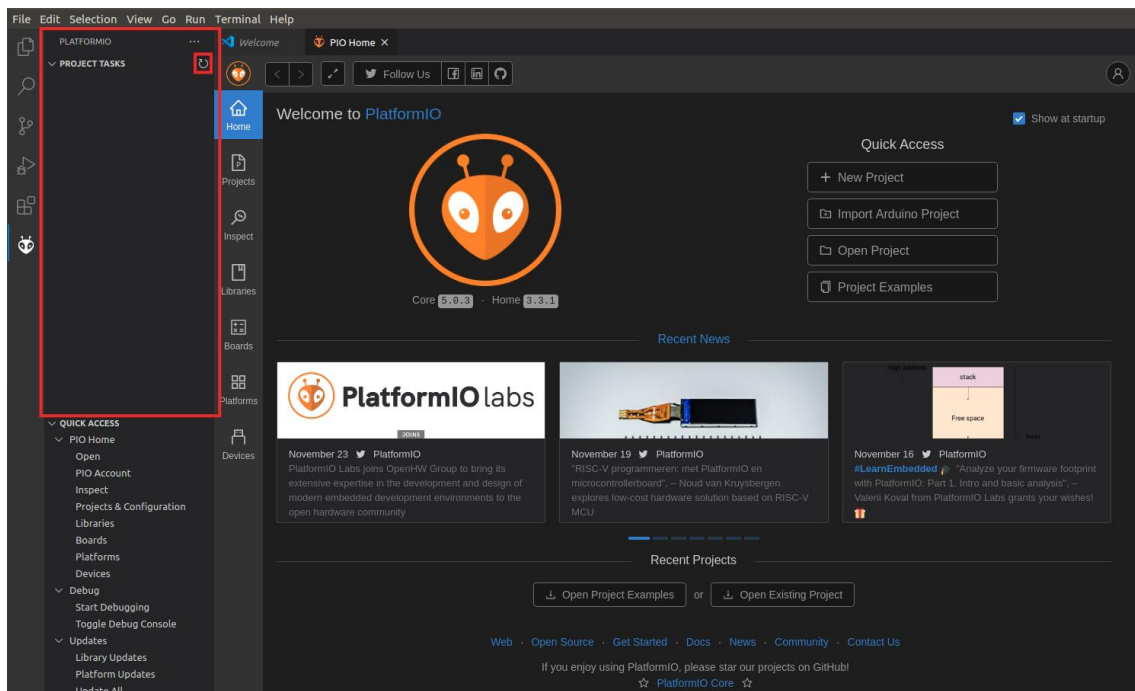 File Edit Selection View Go Run Terminal Help
PLATFORMIO ···
PROJECT TASKS
QUICK ACCESS
PIO Home
Open
PIO Account
Inspect
Projects & Configuration
Libraries
Boards
Platforms
Devices
Debug
Start Debugging
Toggle Debug Console
Updates
Library Updates
Platform Updates
Update All
Welcome PIO Home
Follow Us
Home
Projects
Inspect
Libraries
Boards
Platforms
Devices
Welcome to PlatformIO
Show at startup
Core 5.0.3 · Home 3.3.1
Quick Access
+ New Project
Import Arduino Project
Open Project
Project Examples
Recent News
PlatformIO labs
JOINS
November 23 PlatformIO
PlatformIO Labs joins OpenHW Group to bring its
extensive expertise in the development and design of
modern embedded development environments to the
open hardware community
November 19 PlatformIO
"RISC-V programmeren: met PlatformIO en
microcontrollerboard", – Noud van Kruysbergen
explores low-cost hardware solution based on RISC-V
MCU
High address
stack
Free space
November 16 PlatformIO
#LearnEmbedded "Analyze your firmware footprint
with PlatformIO: Part 1. Intro and basic analysis", –
Valerii Koval from PlatformIO Labs grants your wishes!
Recent Projects
Open Project Examples or Open Existing Project
Web · Open Source · Get Started · Docs · News · Community · Contact Us
If you enjoy using PlatformIO, please star our projects on GitHub!
☆ PlatformIO Core ☆